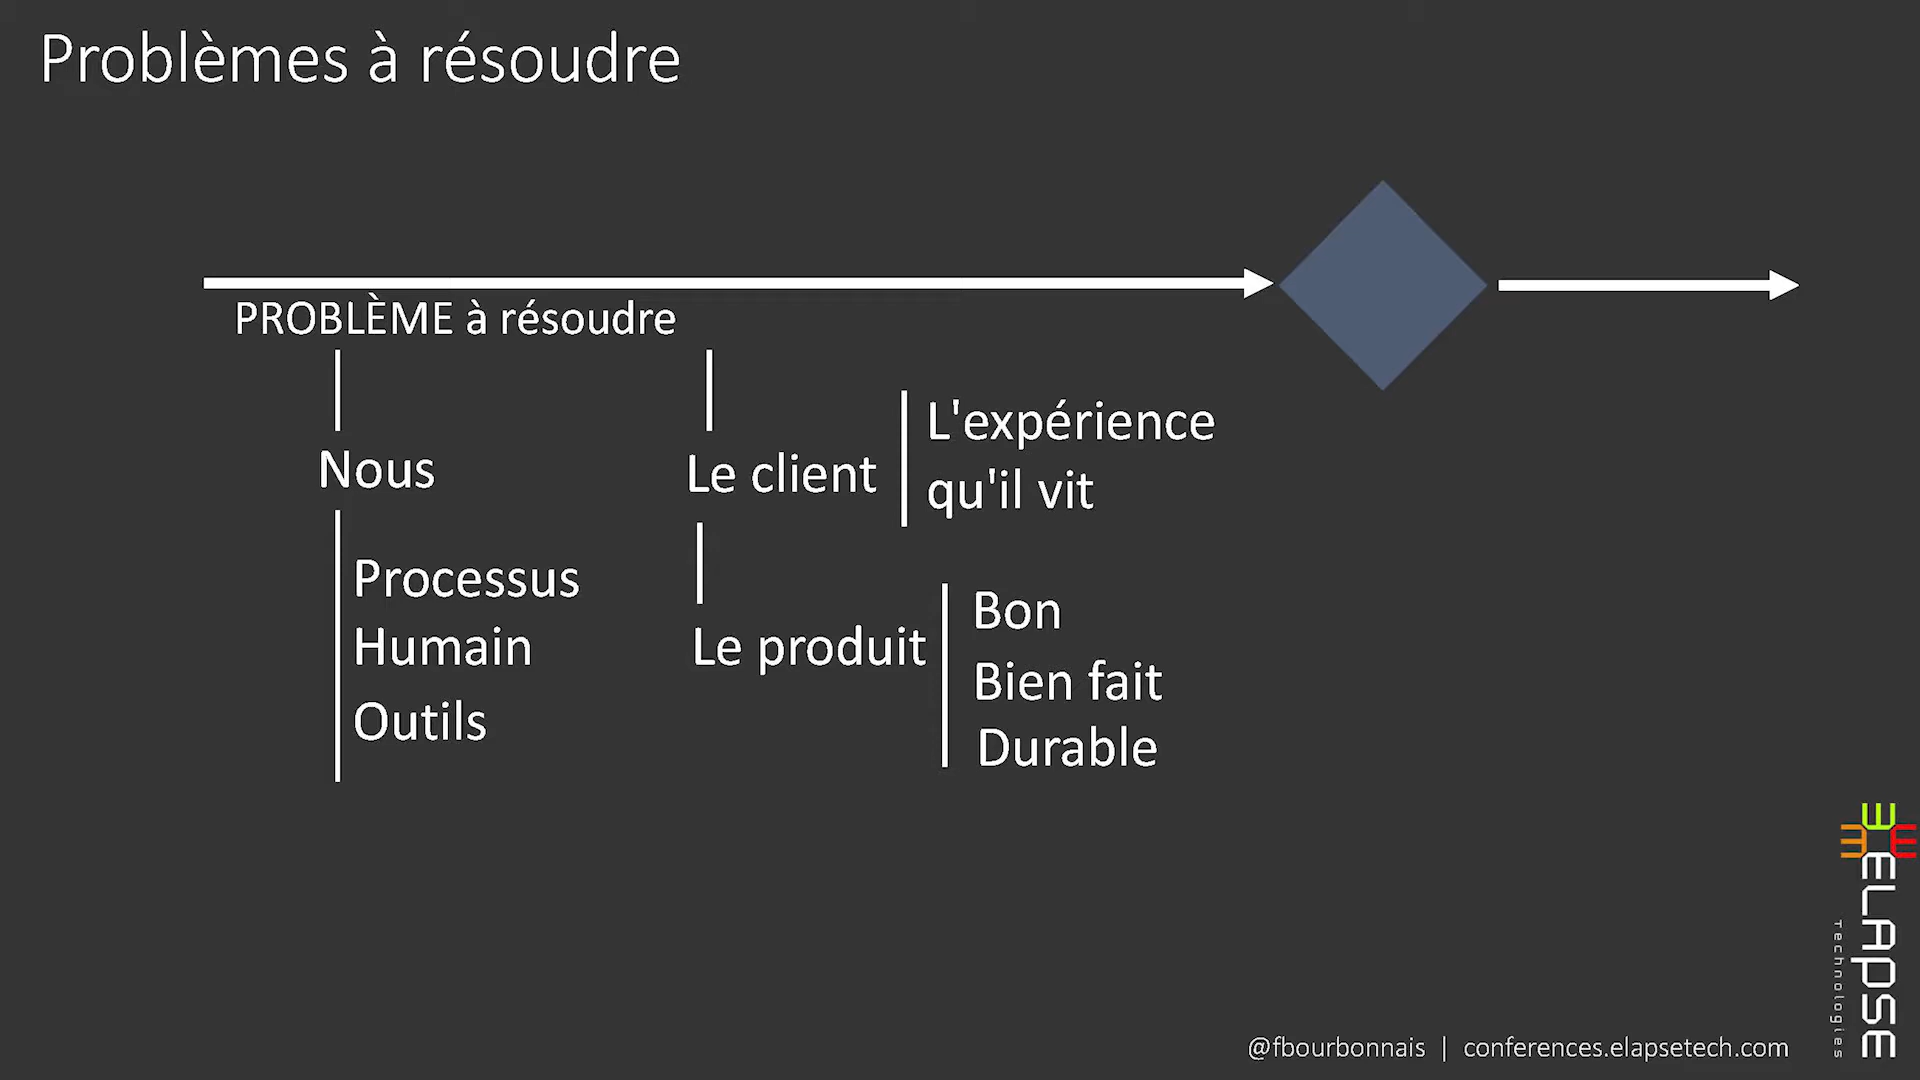 Problèmes à résoudre
PROBLÈME à résoudre
Nous
Processus
Humain
Outils
Le client
L'expérience
qu'il vit
Le produit
Bon
Bien fait
Durable
ELAPSE
Technologies
@fbourbonnais | conferences.elapsetech.com